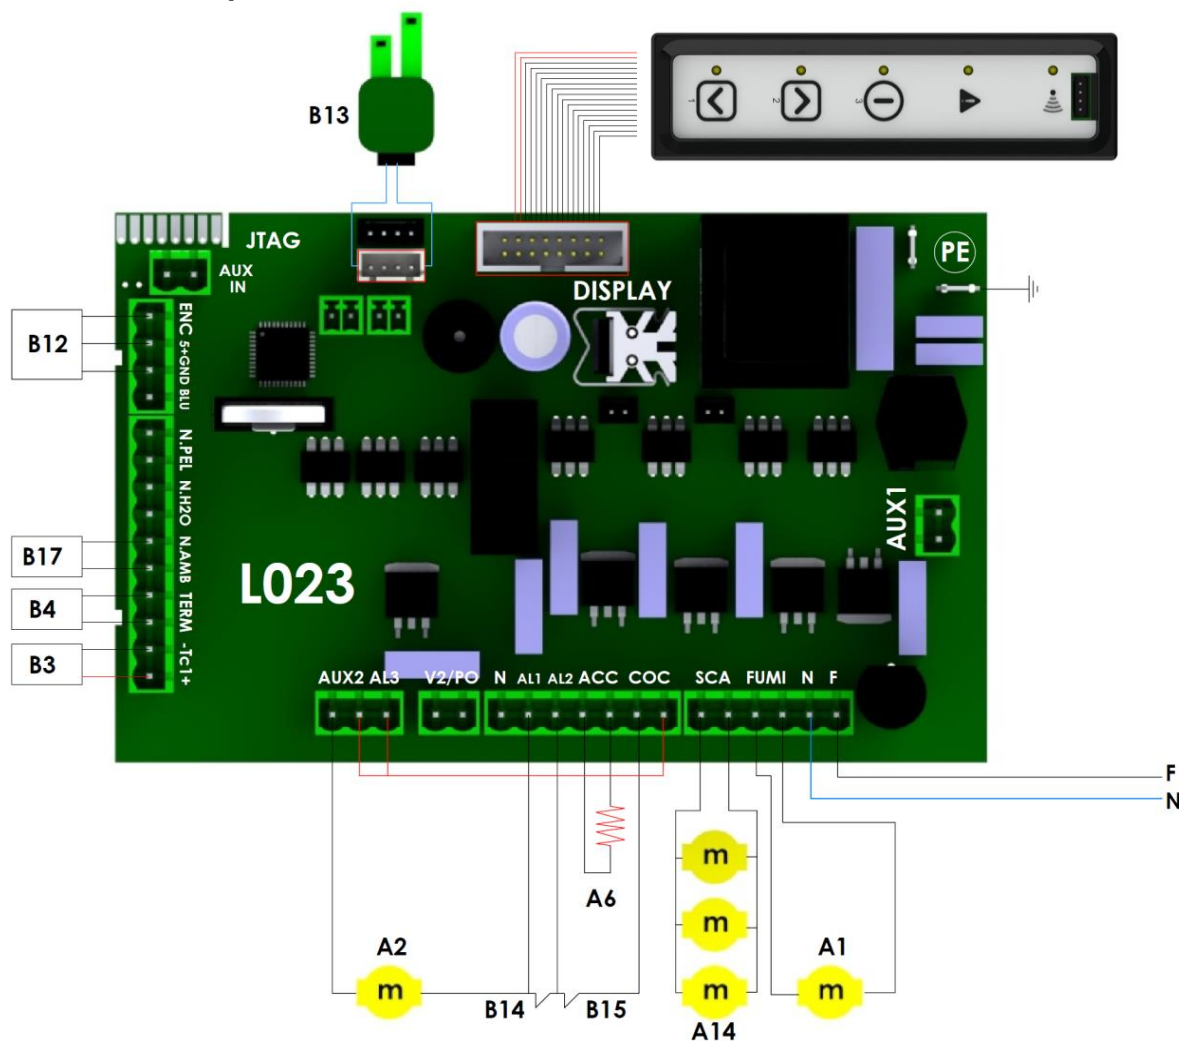 B13
1
2
3
JTAG
AUX
IN
DISPLAY
PE
B12
ENC
5+GND
BLU
N.PEL
N.H2O
N.AMB
TERM
-Tc1+
B17
B4
B3
L023
AUX1
AUX2 AL3 V2/PO N AL1 AL2 ACC COC SCA FUMI N F
F
N
m
A6
m
A2
A1
m
m
m
B14
B15
A14